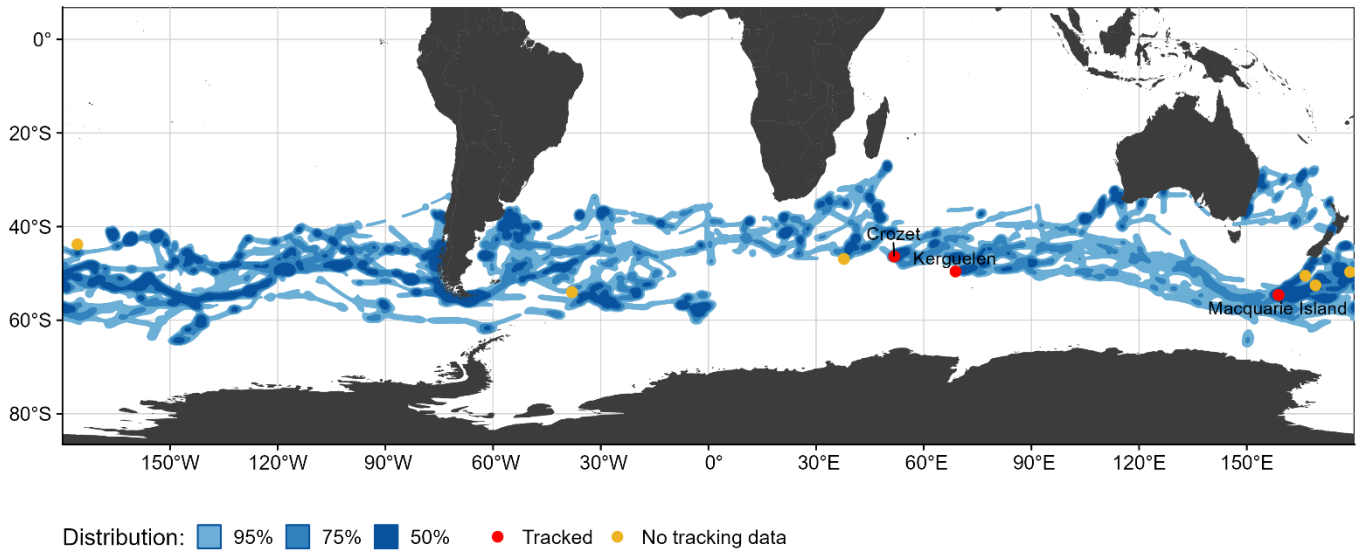 0°
20°S
40°S
60°S
80°S
Crozet
Kerguelen
Macquarie Island
150°W 120°W 90°W 60°W 30°W 0° 30°E 60°E 90°E 120°E 150°E
Distribution: 95% 75% 50% Tracked No tracking data